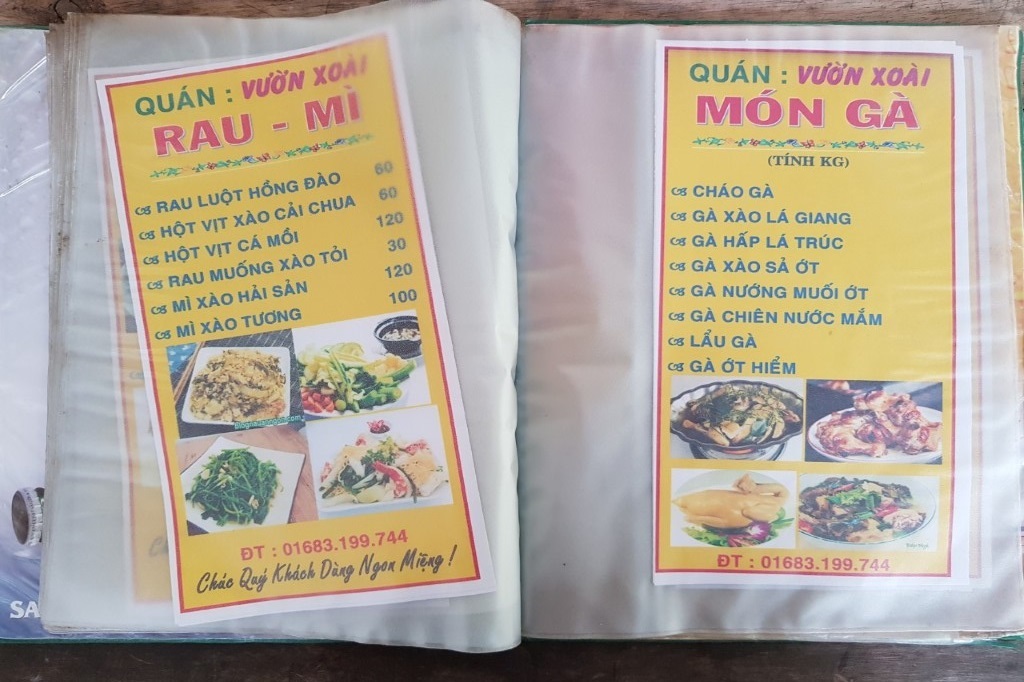 QUÁN : VƯỜN XOÀI
RAU - MÌ
RAU LUỘT HỒNG ĐÀO 60
HỘT VỊT XÀO CẢI CHUA 60
HỘT VỊT CÁ MỒI 120
RAU MUỐNG XÀO TỎI 30
MÌ XÀO HẢI SẢN 120
MÌ XÀO TƯƠNG 100
ĐT : 01683.199.744
Chúc Quý Khách Dùng Ngon Miệng !
SA
QUÁN : VƯỜN XOÀI
MÓN GÀ
(TÍNH KG)
CHÁO GÀ
GÀ XÀO LÁ GIANG
GÀ HẤP LÁ TRÚC
GÀ XÀO SẢ ỚT
GÀ NƯỚNG MUỐI ỚT
GÀ CHIÊN NƯỚC MẮM
LẨU GÀ
GÀ ỚT HIỂM
ĐT : 01683.199.744